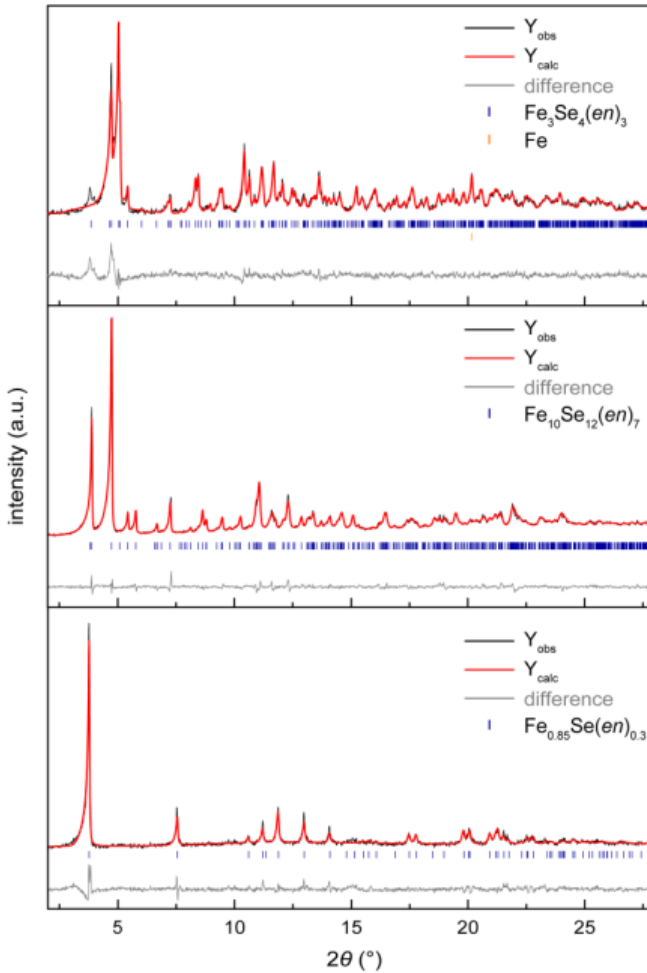 Y_obs
Y_calc
difference
Fe₃Se₄(en)₃
Fe
Y_obs
Y_calc
difference
Fe₁₀Se₁₂(en)₇
Y_obs
Y_calc
difference
Fe₀.₈₅Se(en)₀.₃
intensity (a.u.)
5 10 15 20 25
2θ (°)